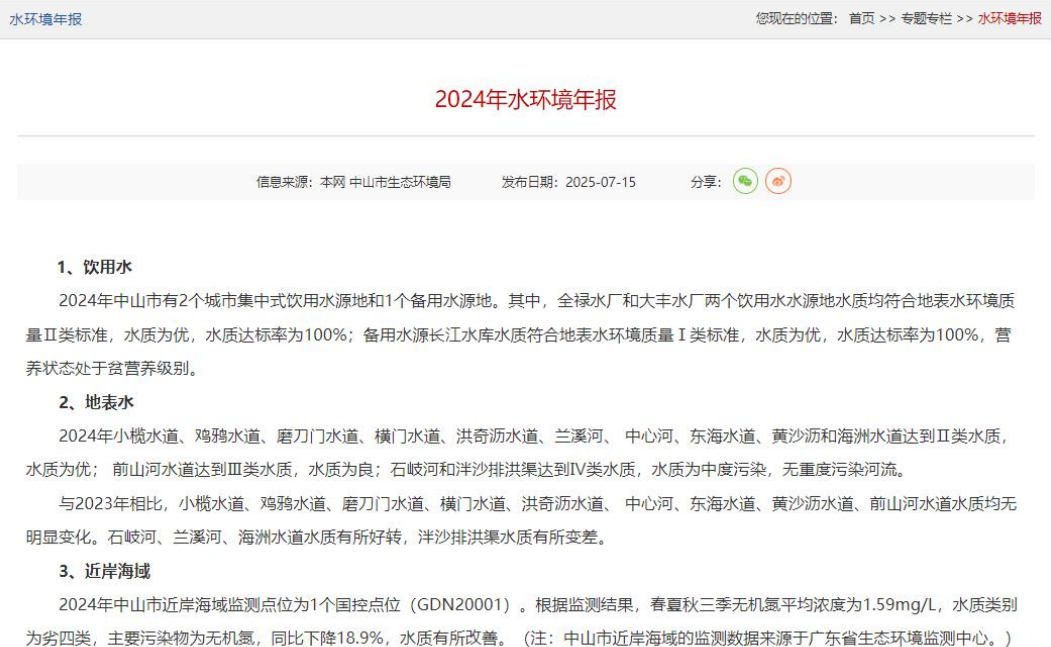 水环境年报
您现在的位置： 首页 >> 专题专栏 >> 水环境年报
2024年水环境年报
信息来源：本网 中山市生态环境局 发布日期：2025-07-15 分享：
1、饮用水
2024年中山市有2个城市集中式饮用水源地和1个备用水源地。其中，全禄水厂和大丰水厂两个饮用水水源地水质均符合地表水环境质
量Ⅱ类标准，水质为优，水质达标率为100%；备用水源长江水库水质符合地表水环境质量Ⅰ类标准，水质为优，水质达标率为100%，营
养状态处于贫营养级别。
2、地表水
2024年小榄水道、鸡鸦水道、磨刀门水道、横门水道、洪奇沥水道、兰溪河、 中心河、东海水道、黄沙沥和海洲水道达到Ⅱ类水质，
水质为优； 前山河水道达到Ⅲ类水质，水质为良；石岐河和泮沙排洪渠达到Ⅳ类水质，水质为中度污染，无重度污染河流。
与2023年相比，小榄水道、鸡鸦水道、磨刀门水道、横门水道、洪奇沥水道、 中心河、东海水道、黄沙沥水道、前山河水道水质均无
明显变化。石岐河、兰溪河、海洲水道水质有所好转，泮沙排洪渠水质有所变差。
3、近岸海域
2024年中山市近岸海域监测点位为1个国控点位（GDN20001）。根据监测结果，春夏秋三季无机氮平均浓度为1.59mg/L，水质类别
为劣四类，主要污染物为无机氮，同比下降18.9%，水质有所改善。（注：中山市近岸海域的监测数据来源于广东省生态环境监测中心。）